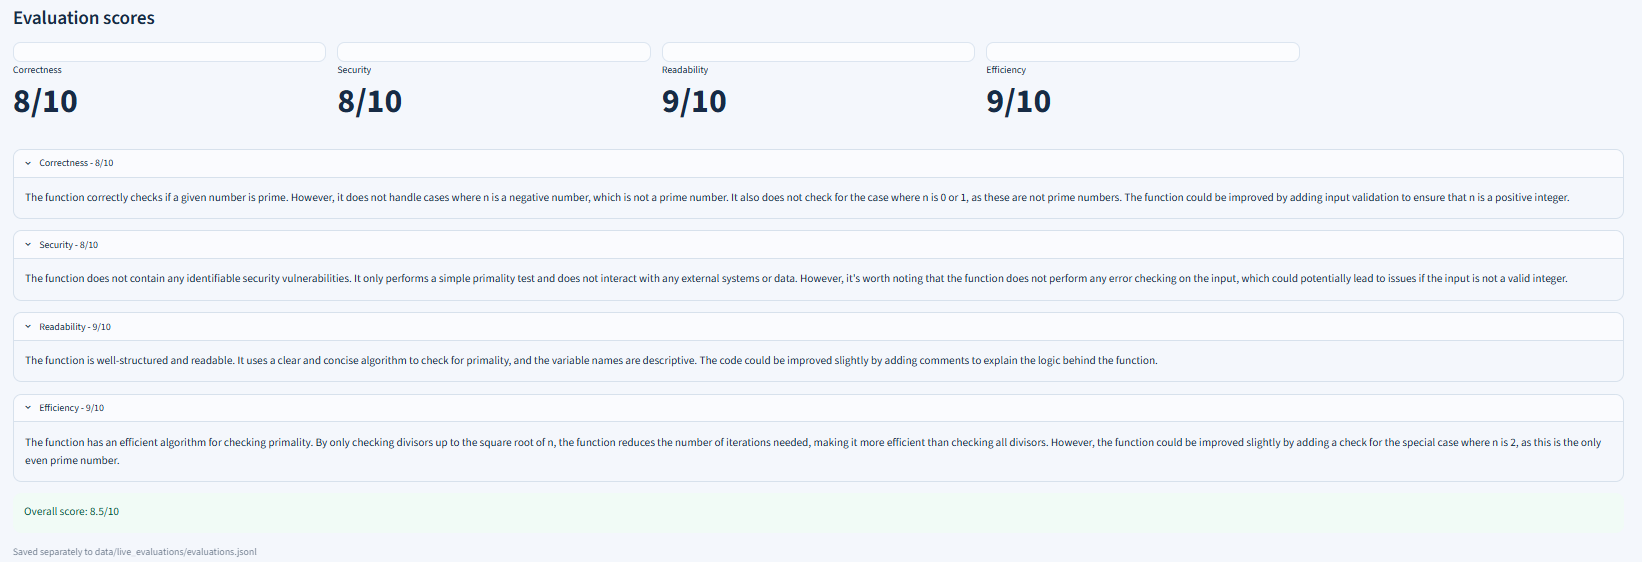 Evaluation scores
Correctness
8/10
Security
8/10
Readability
9/10
Efficiency
9/10
Correctness - 8/10
The function correctly checks if a given number is prime. However, it does not handle cases where n is a negative number, which is not a prime number. It also does not check for the case where n is 0 or 1, as these are not prime numbers. The function could be improved by adding input validation to ensure that n is a positive integer.
Security - 8/10
The function does not contain any identifiable security vulnerabilities. It only performs a simple primality test and does not interact with any external systems or data. However, it's worth noting that the function does not perform any error checking on the input, which could potentially lead to issues if the input is not a valid integer.
Readability - 9/10
The function is well-structured and readable. It uses a clear and concise algorithm to check for primality, and the variable names are descriptive. The code could be improved slightly by adding comments to explain the logic behind the function.
Efficiency - 9/10
The function has an efficient algorithm for checking primality. By only checking divisors up to the square root of n, the function reduces the number of iterations needed, making it more efficient than checking all divisors. However, the function could be improved slightly by adding a check for the special case where n is 2, as this is the only
even prime number.
Overall score: 8.5/10
Saved separately to data/live_evaluations/evaluations.jsonl